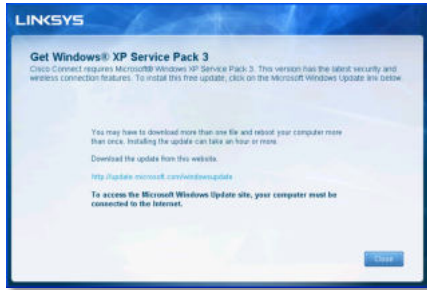 LINKSYS
Get Windows® XP Service Pack 3
Cisco Connect requires Microsoft® Windows XP Service Pack 3. This version has the latest security and
wireless connection features. To install this free update, click on the Microsoft Windows Update link below.
You may have to download more than one file and reboot your computer more
than once. Installing the update can take an hour or more.
Download the update from this website.
http://update.microsoft.com/windowsupdate
To access the Microsoft Windows Update site, your computer must be
connected to the Internet.
Close